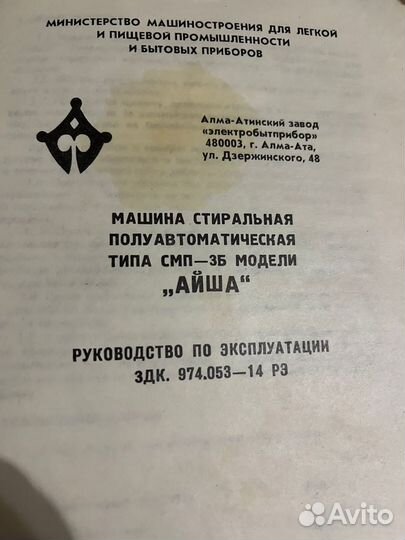 МИНИСТЕРСТВО МАШИНОСТРОЕНИЯ ДЛЯ ЛЕГКОЙ
И ПИЩЕВОЙ ПРОМЫШЛЕННОСТИ
И БЫТОВЫХ ПРИБОРОВ
Алма-Атинский завод
«электробытприбор»
480003, г. Алма-Ата,
ул. Дзержинского, 48
МАШИНА СТИРАЛЬНАЯ
ПОЛУАВТОМАТИЧЕСКАЯ
ТИПА СМП—3Б МОДЕЛИ
„АЙША“
РУКОВОДСТВО ПО ЭКСПЛУАТАЦИИ
ЗДК. 974.053—14 РЭ
Avito